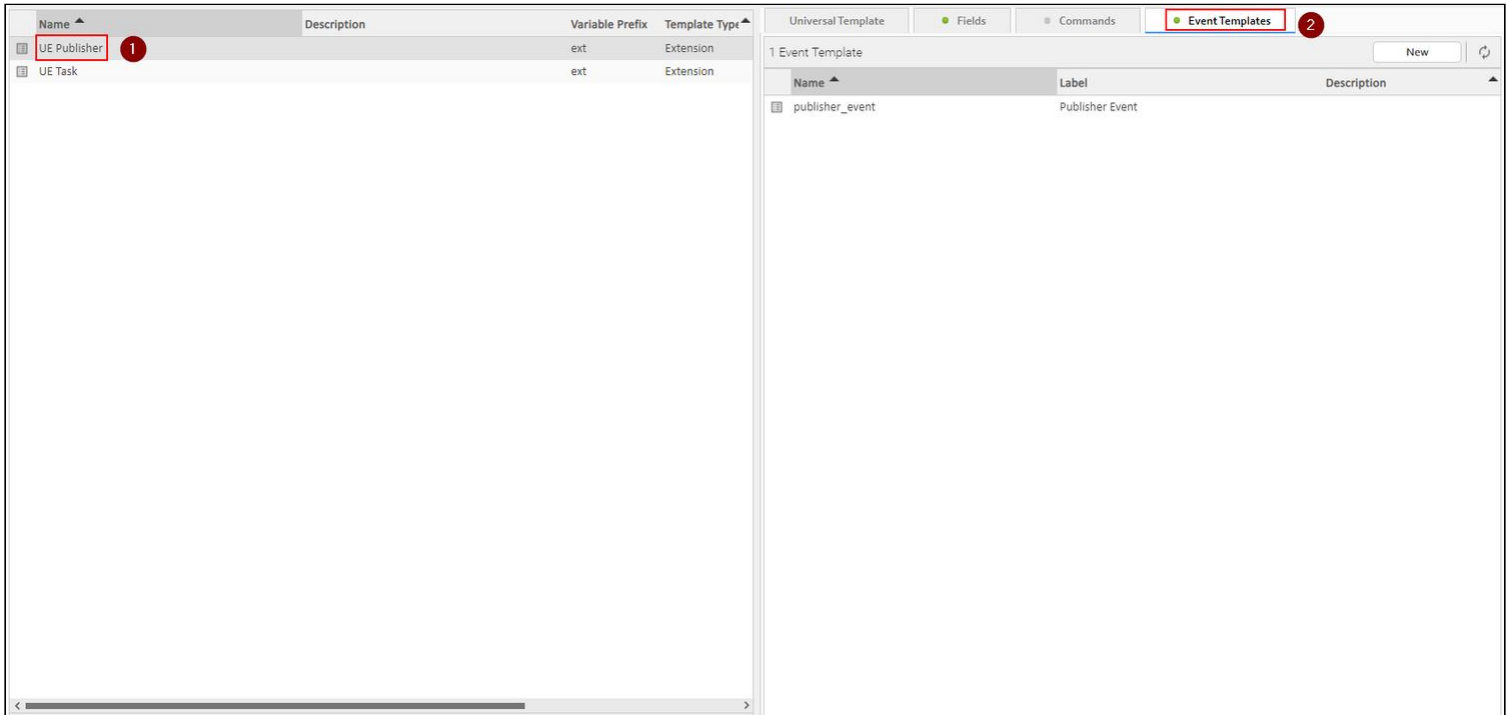 Name Description Variable Prefix Template Type
UE Publisher 1 ext Extension
UE Task ext Extension
Universal Template Fields Commands Event Templates 2
1 Event Template New
Name Label Description
publisher_event Publisher Event